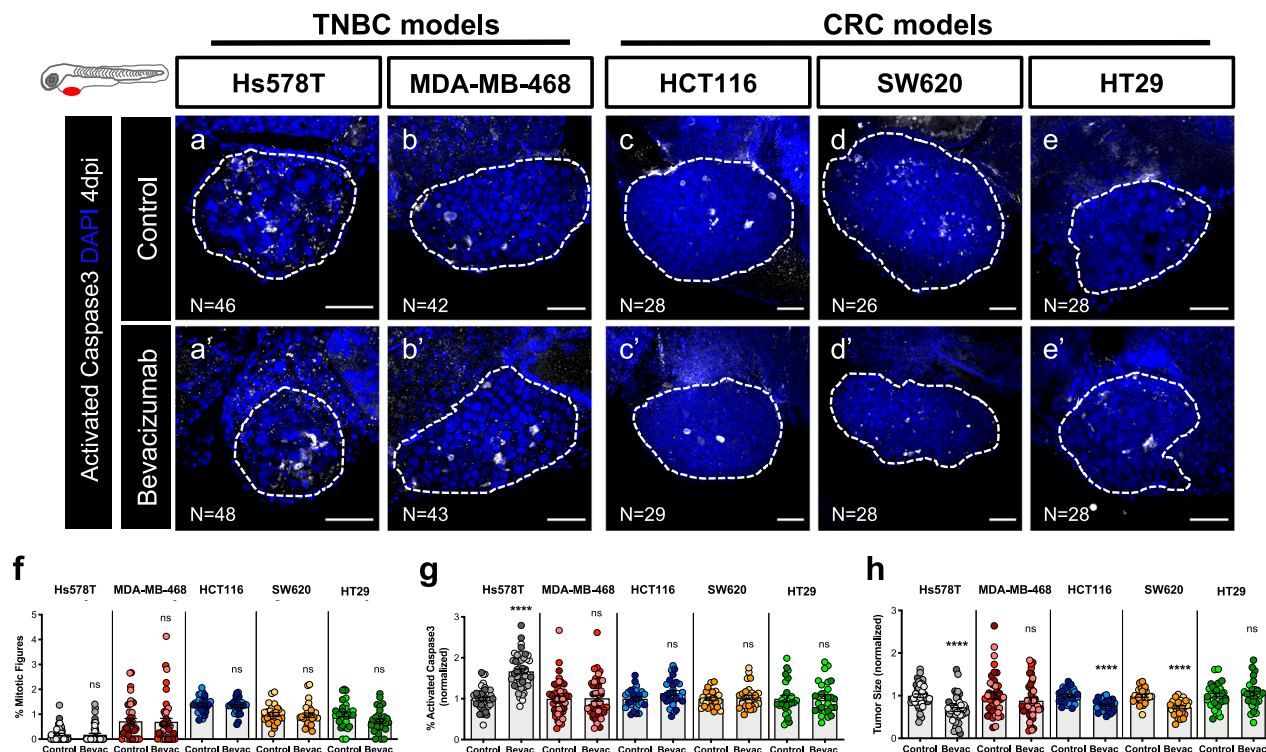 TNBC models
CRC models
Hs578T
MDA-MB-468
HCT116
SW620
HT29
Activated Caspase3 DAPI 4dpi
Control
a
N=46
b
N=42
c
N=28
d
N=26
e
N=28
Bevacizumab
a'
N=48
b'
N=43
c'
N=29
d'
N=28
e'
N=28
f
Hs578T MDA-MB-468 HCT116 SW620 HT29
% Mitotic Figures
5
4
3
2
1
0
ns ns ns ns ns
Control Bevac Control Bevac Control Bevac Control Bevac Control Bevac
g
Hs578T MDA-MB-468 HCT116 SW620 HT29
% Activated Caspase3
(normalized)
3
2
1
0
**** ns ns ns ns
Control Bevac Control Bevac Control Bevac Control Bevac Control Bevac
h
Hs578T MDA-MB-468 HCT116 SW620 HT29
Tumor Size (normalized)
3
2
1
0
**** ns **** **** ns
Control Bevac Control Bevac Control Bevac Control Bevac Control Bevac